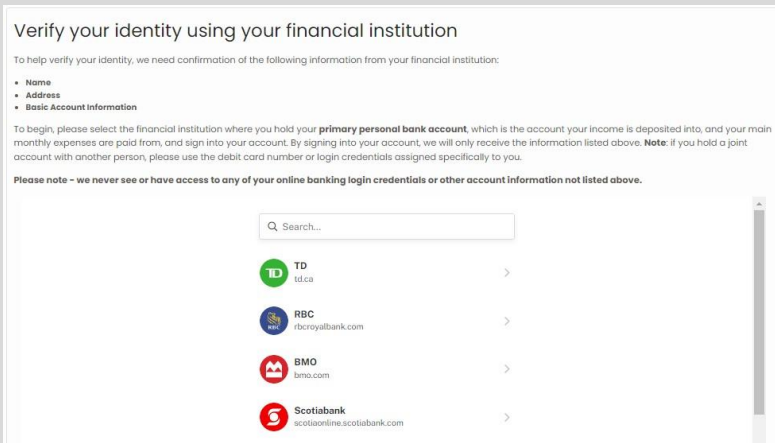 Verify your identity using your financial institution
To help verify your identity, we need confirmation of the following information from your financial institution:
• Name
• Address
• Basic Account Information
To begin, please select the financial institution where you hold your primary personal bank account, which is the account your income is deposited into, and your main
monthly expenses are paid from, and sign into your account. By signing into your account, we will only receive the information listed above. Note: if you hold a joint
account with another person, please use the debit card number or login credentials assigned specifically to you.
Please note - we never see or have access to any of your online banking login credentials or other account information not listed above.
Search...
TD
TD
td.ca
RBC
RBC
rbcroyalbank.com
BMO
bmo.com
Scotiabank
scotiaonline.scotiabank.com